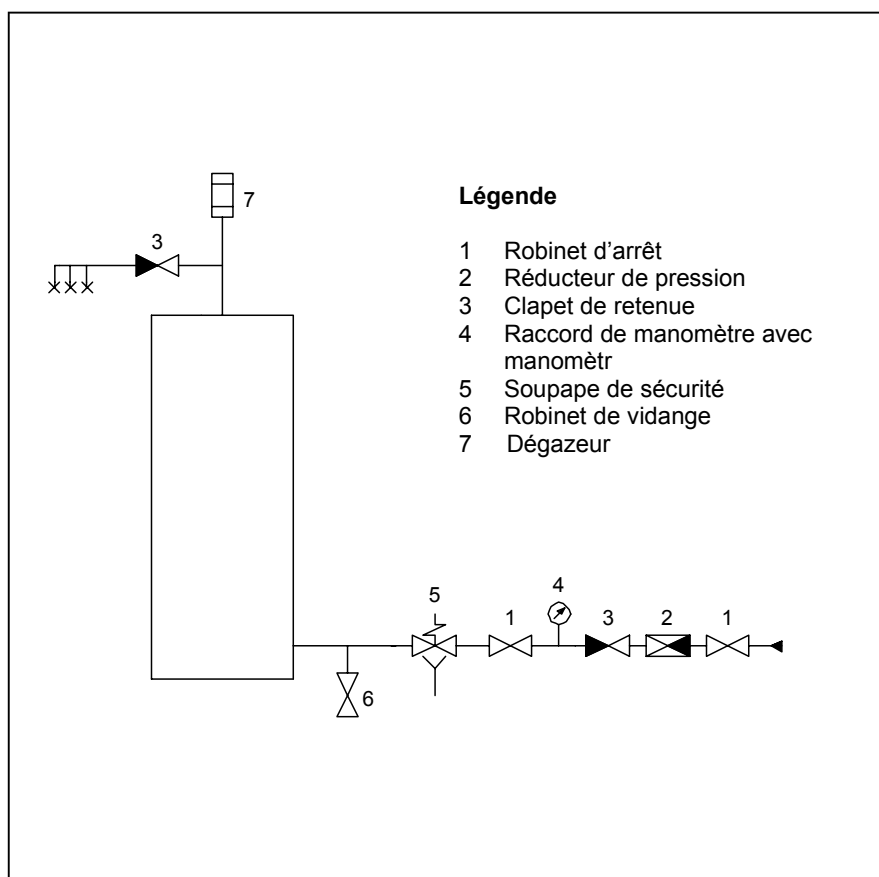 7
3
Légende
1 Robinet d'arrêt
2 Réducteur de pression
3 Clapet de retenue
4 Raccord de manomètre avec
manomètr
5 Soupape de sécurité
6 Robinet de vidange
7 Dégazeur
5 1 4 3 2 1
6